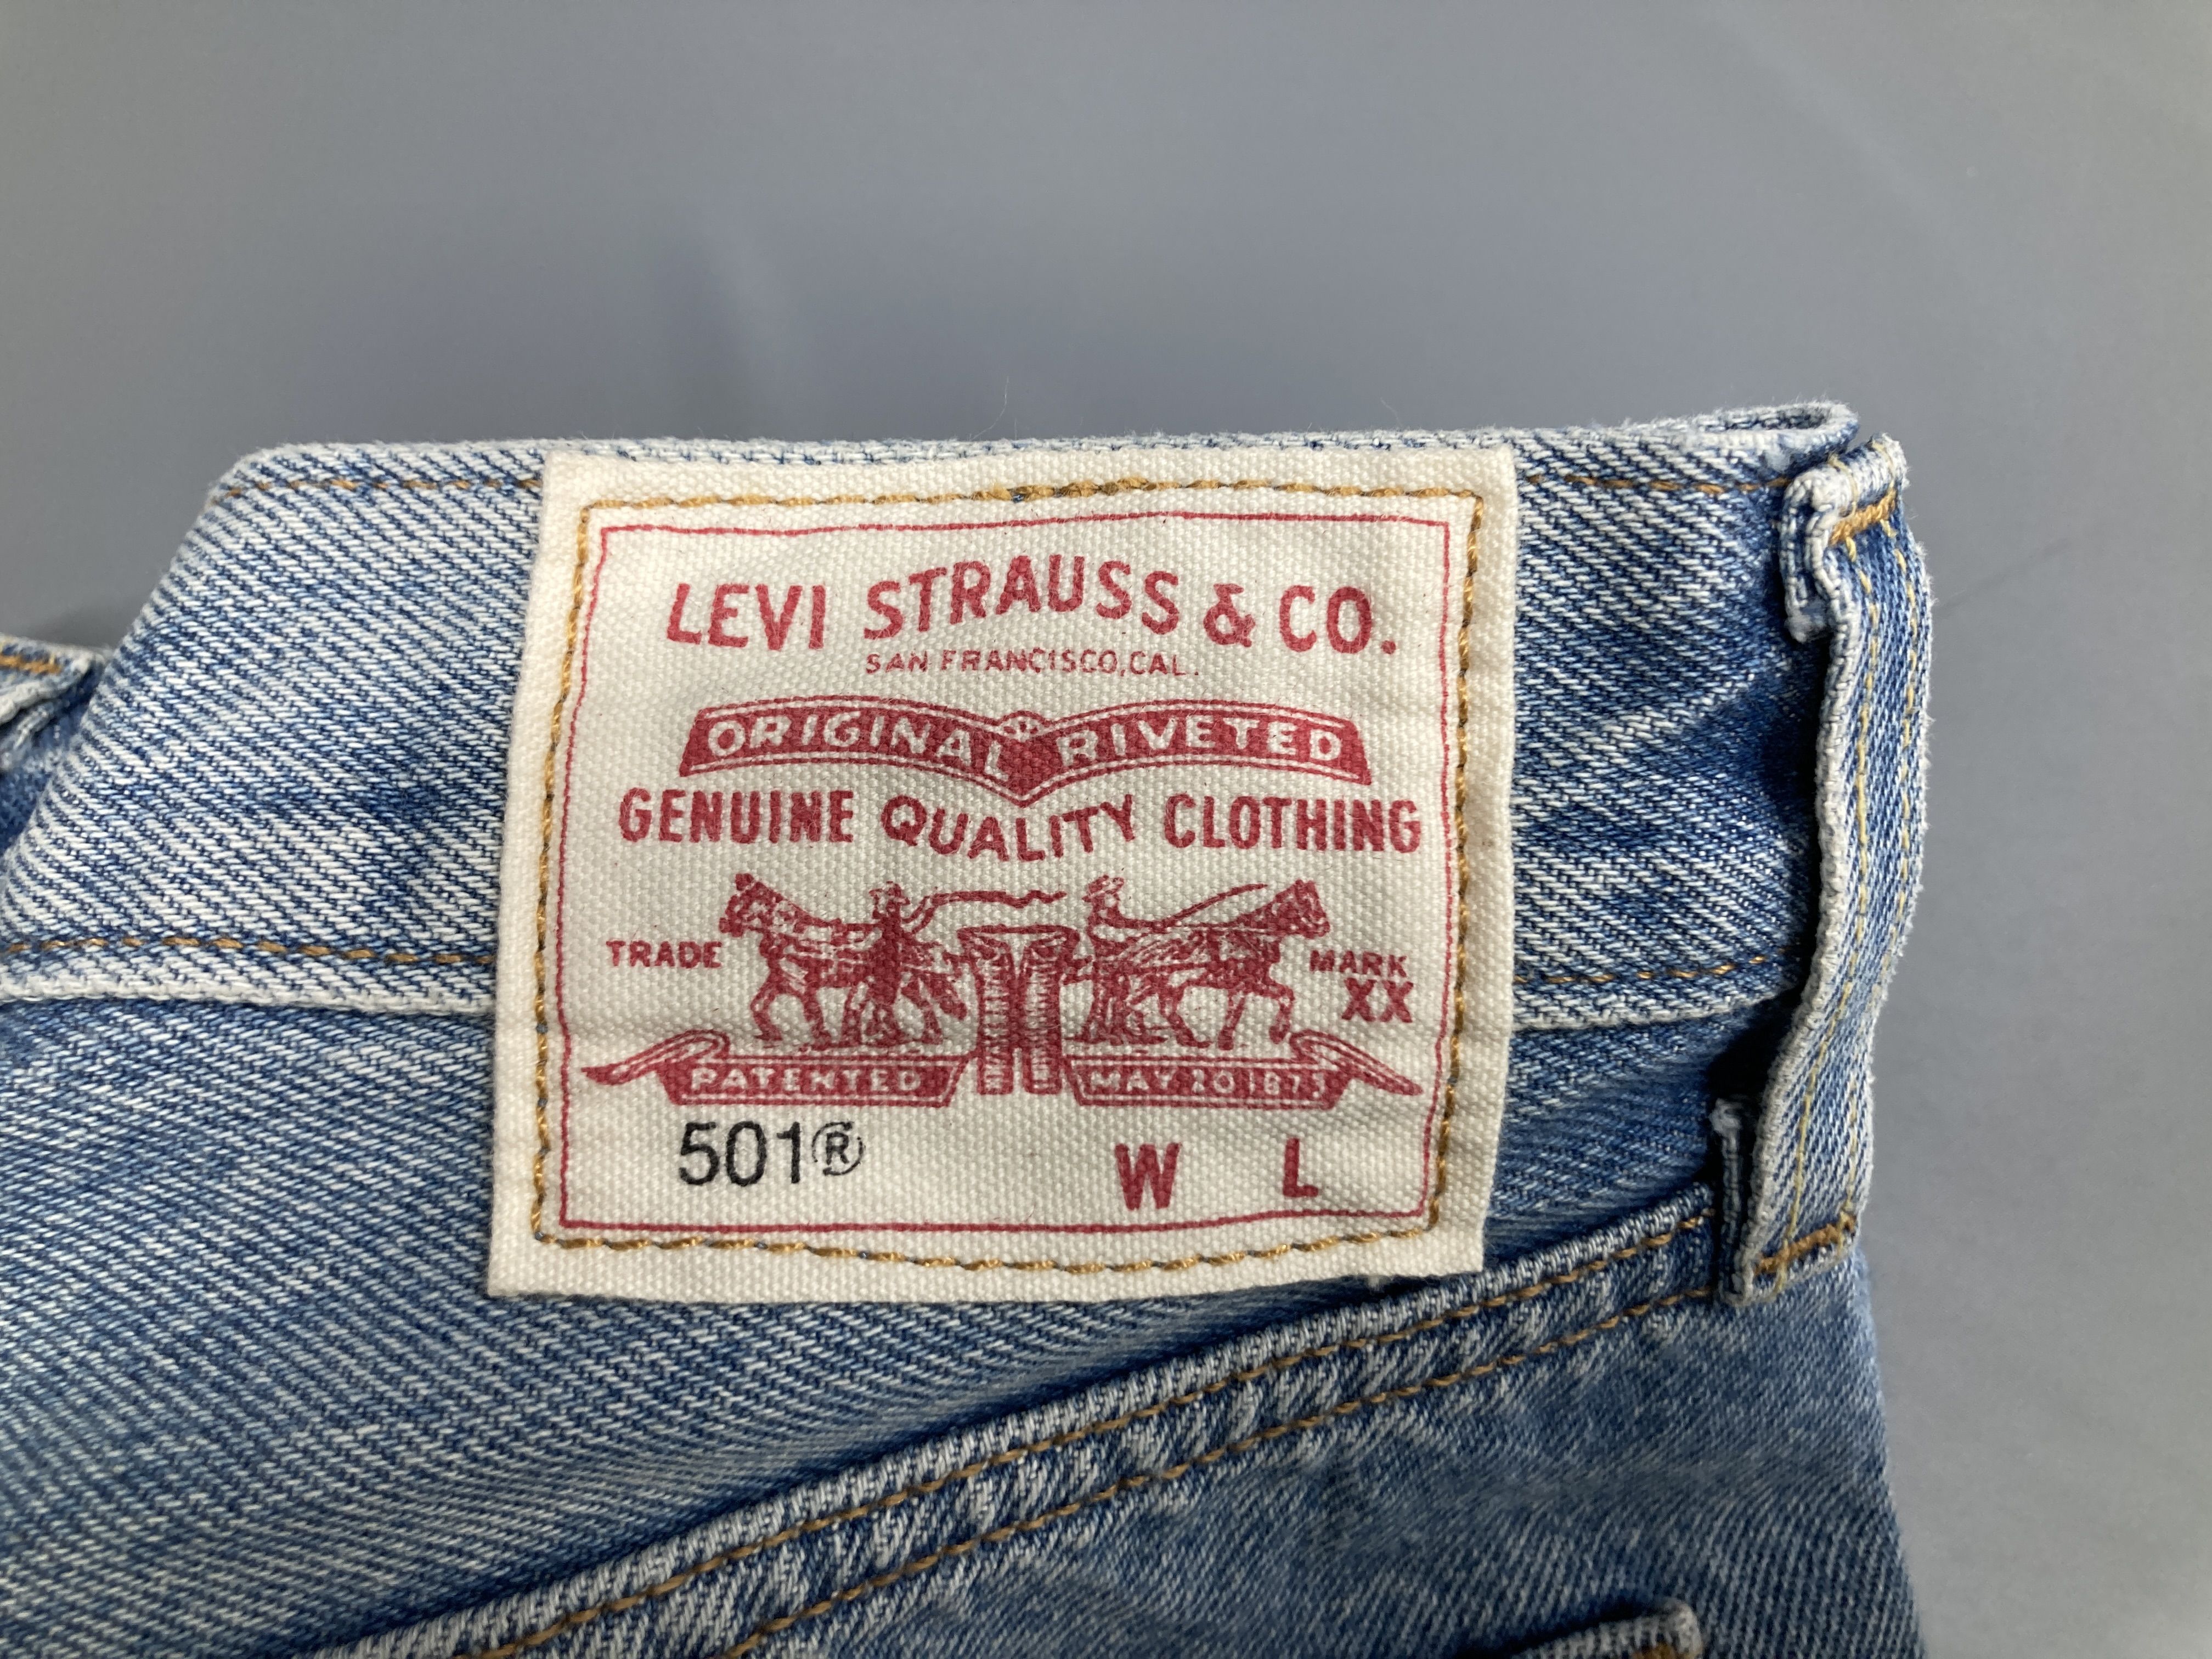 LEVI STRAUSS & CO.
SAN FRANCISCO, CAL.
ORIGINAL RIVETED
GENUINE QUALITY CLOTHING
TRADE MARK
XX
PATENTED MAY 20 1873
501® W L